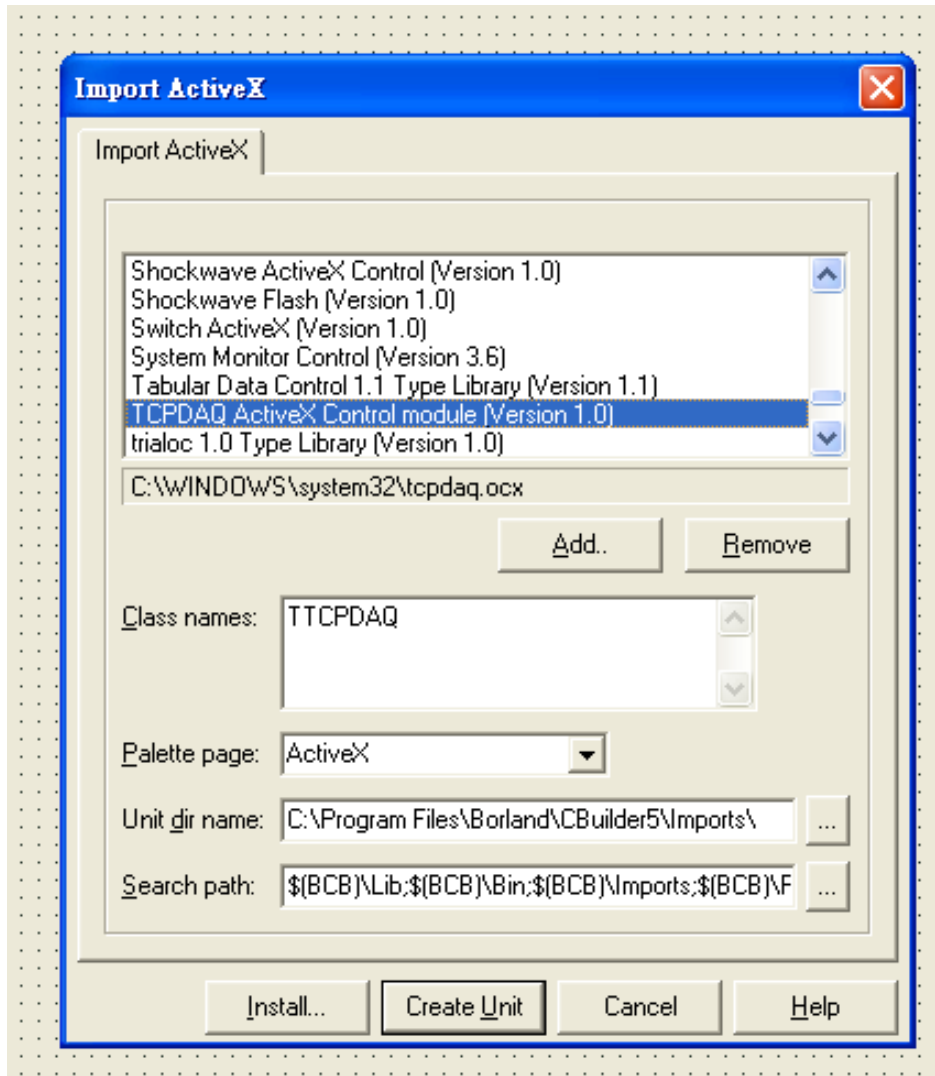 Import ActiveX
Import ActiveX
Shockwave ActiveX Control (Version 1.0)
Shockwave Flash (Version 1.0)
Switch ActiveX (Version 1.0)
System Monitor Control (Version 3.6)
Tabular Data Control 1.1 Type Library (Version 1.1)
TCPDAQ ActiveX Control module (Version 1.0)
trialoc 1.0 Type Library (Version 1.0)
C:\WINDOWS\system32\tcpdaq.ocx
Add.. Remove
Class names: TTCPDAQ
Palette page: ActiveX
Unit dir name: C:\Program Files\Borland\CBuilder5\Imports\ ...
Search path: $(BCB)\Lib;$(BCB)\Bin;$(BCB)\Imports;$(BCB)\F ...
Install... Create Unit Cancel Help